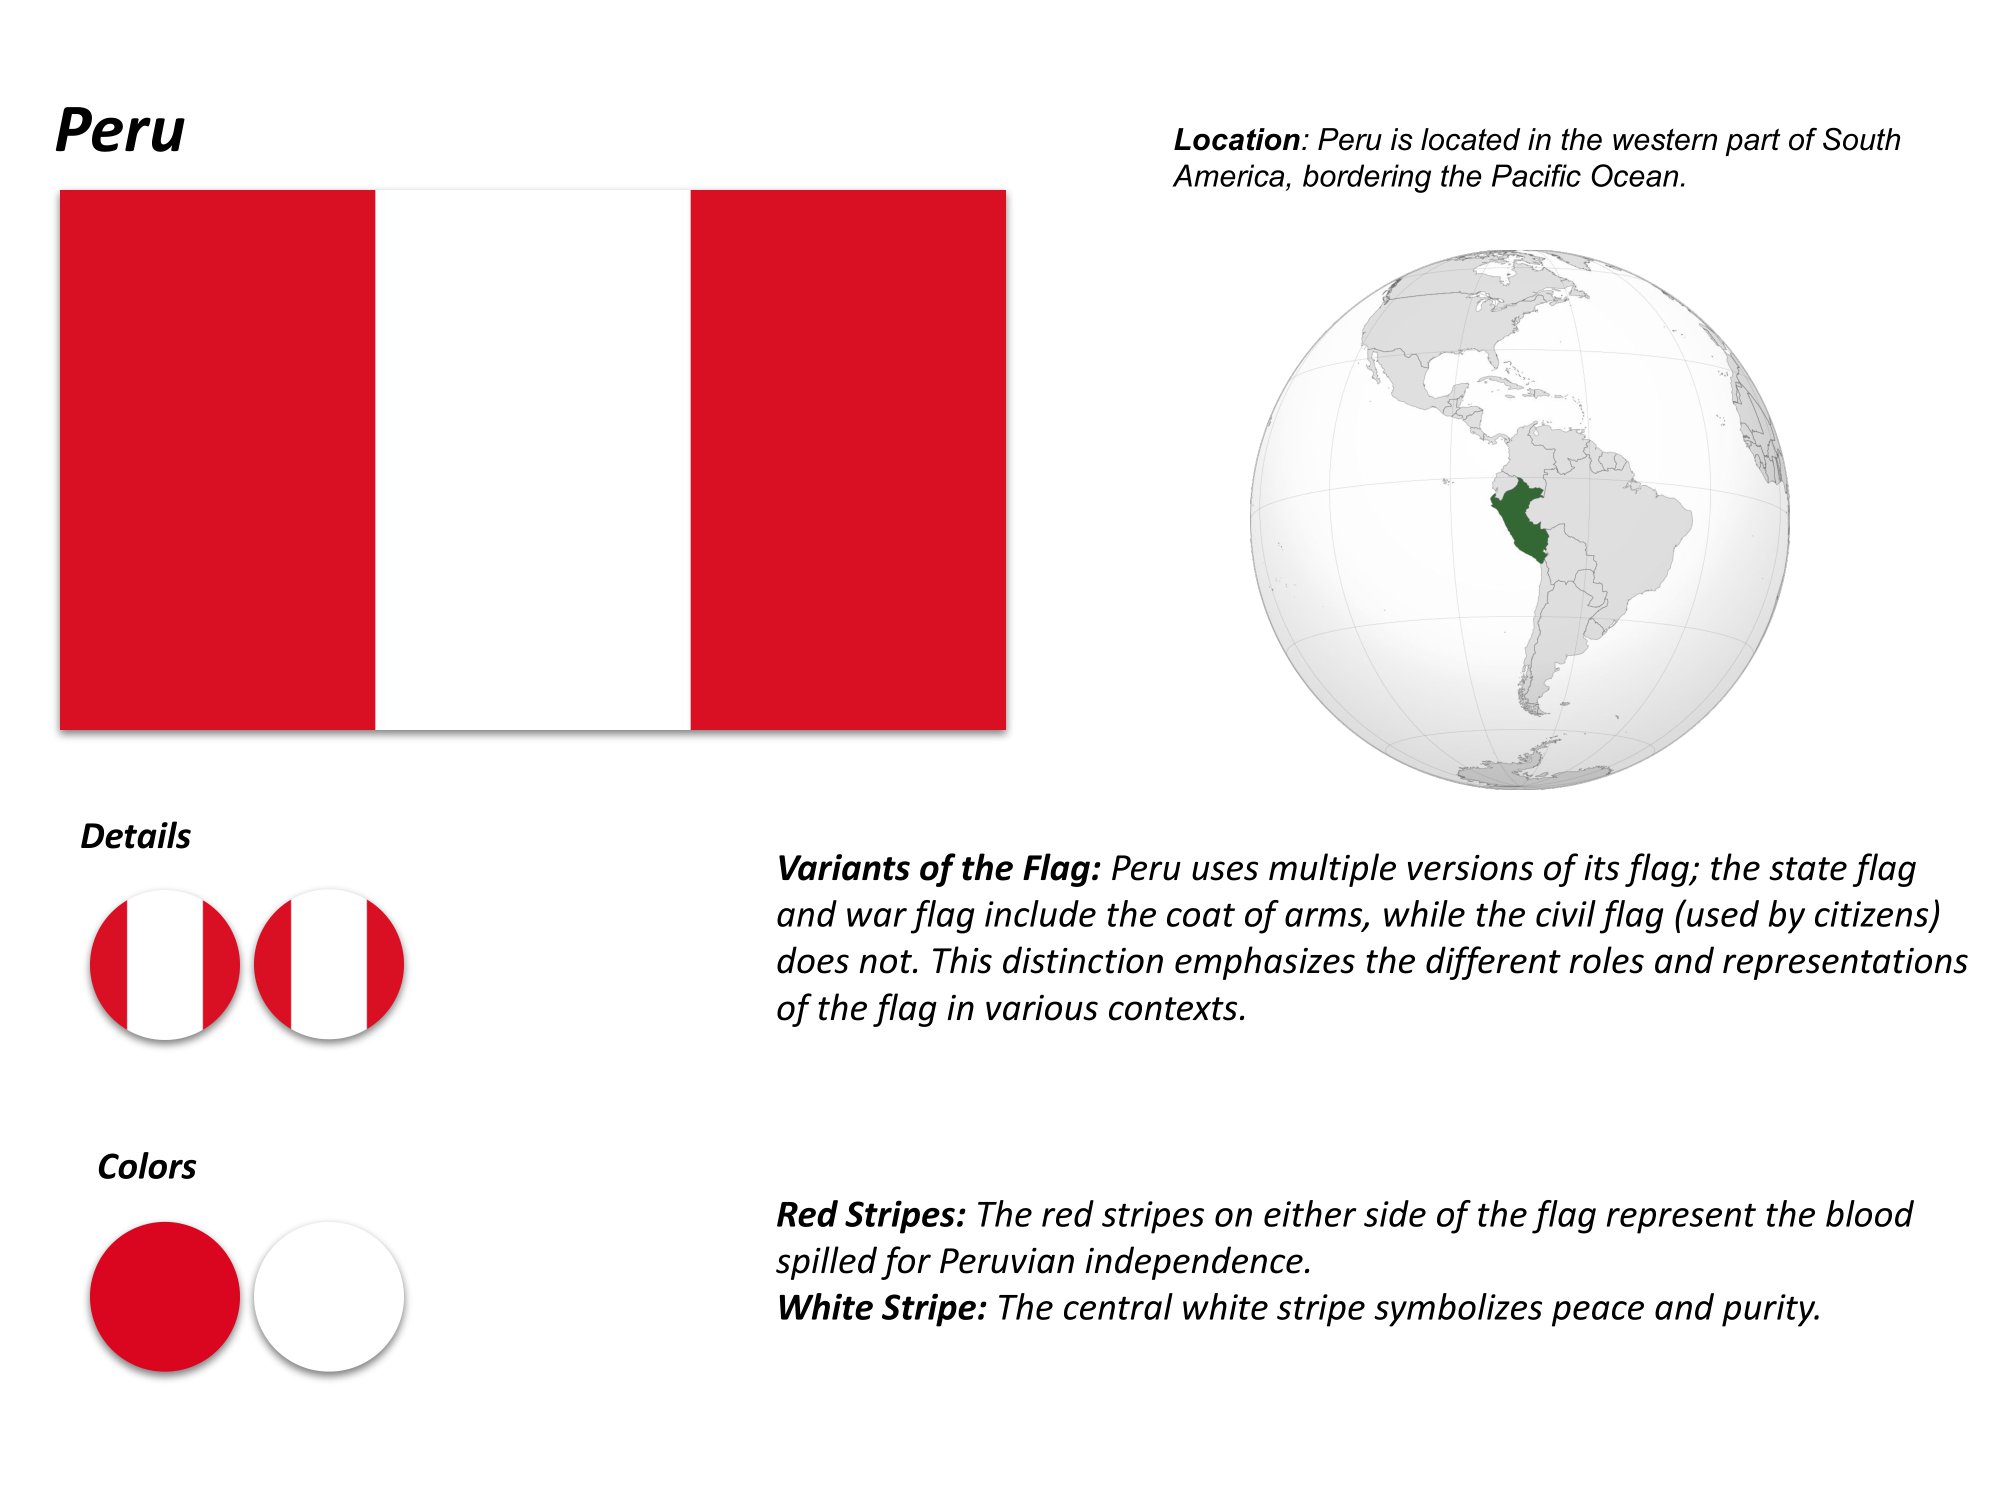 Peru
Location: Peru is located in the western part of South
America, bordering the Pacific Ocean.
Details
Variants of the Flag: Peru uses multiple versions of its flag; the state flag
and war flag include the coat of arms, while the civil flag (used by citizens)
does not. This distinction emphasizes the different roles and representations
of the flag in various contexts.
Colors
Red Stripes: The red stripes on either side of the flag represent the blood
spilled for Peruvian independence.
White Stripe: The central white stripe symbolizes peace and purity.